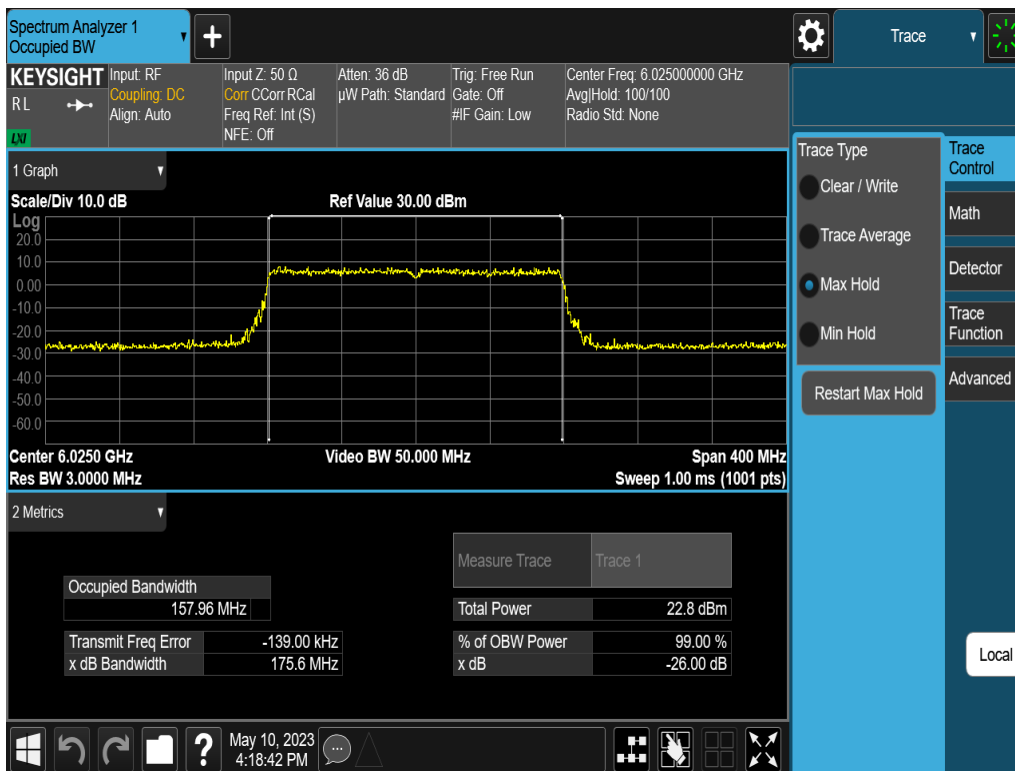 Spectrum Analyzer 1
Occupied BW
+
Trace
KEYSIGHT
RL
LXI
Input: RF
Coupling: DC
Align: Auto
Input Z: 50 Ω
Corr CCorr RCal
Freq Ref: Int (S)
NFE: Off
Atten: 36 dB
µW Path: Standard
Trig: Free Run
Gate: Off
#IF Gain: Low
Center Freq: 6.025000000 GHz
Avg|Hold: 100/100
Radio Std: None
1 Graph
Scale/Div 10.0 dB
Ref Value 30.00 dBm
Log
20.0
10.0
0.00
-10.0
-20.0
-30.0
-40.0
-50.0
-60.0
Center 6.0250 GHz
Video BW 50.000 MHz
Span 400 MHz
Res BW 3.0000 MHz
Sweep 1.00 ms (1001 pts)
2 Metrics
Measure Trace Trace 1
Occupied Bandwidth
157.96 MHz
Total Power 22.8 dBm
Transmit Freq Error -139.00 kHz
% of OBW Power 99.00 %
x dB Bandwidth 175.6 MHz
x dB -26.00 dB
Trace Type
Clear / Write
Trace Average
Max Hold
Min Hold
Restart Max Hold
Trace
Control
Math
Detector
Trace
Function
Advanced
Local
?
May 10, 2023
4:18:42 PM